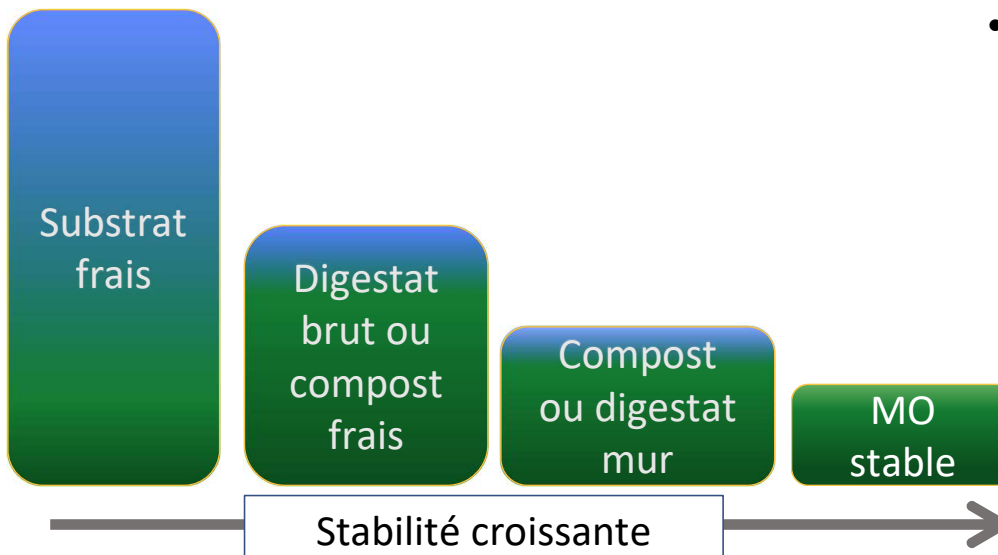 •
Substrat
frais
Digestat
brut ou
compost
frais
Compost
ou digestat
mur
MO
stable
Stabilité croissante